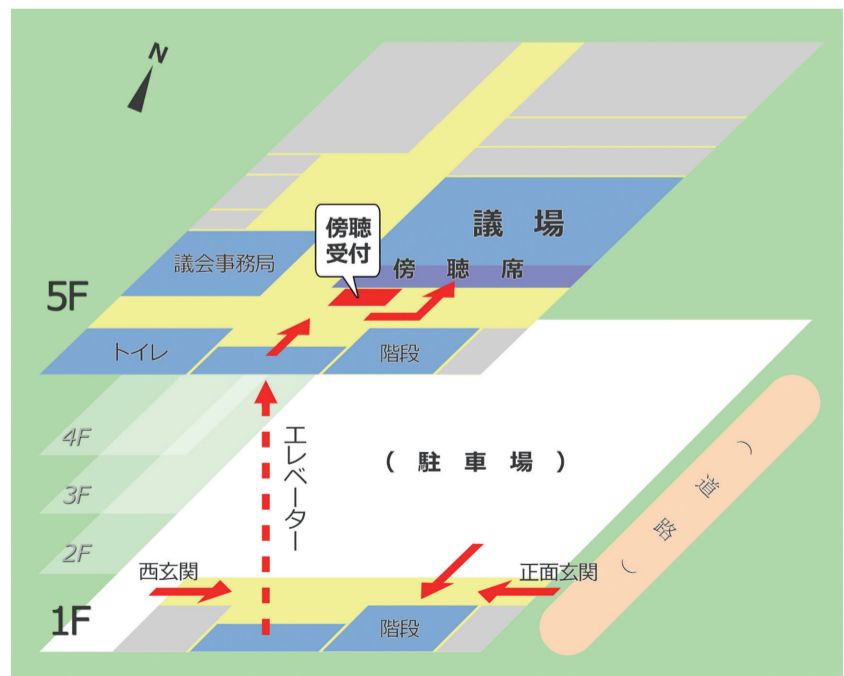 N
傍聴
受付
議場
傍聴席
議会事務局
5F
トイレ
階段
4F
エレベーター
（駐車場）
3F
（道路）
2F
西玄関
正面玄関
1F
階段